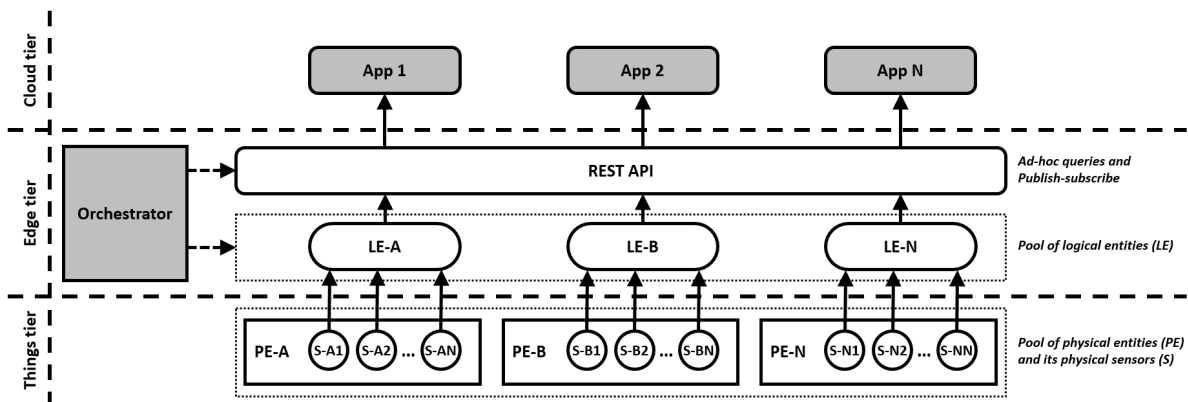 Cloud tier
App 1
App 2
App N
Edge tier
Orchestrator
REST API
Ad-hoc queries and
Publish-subscribe
LE-A
LE-B
LE-N
Pool of logical entities (LE)
Things tier
PE-A
S-A1
S-A2
...
S-AN
PE-B
S-B1
S-B2
...
S-BN
PE-N
S-N1
S-N2
...
S-NN
Pool of physical entities (PE)
and its physical sensors (S)